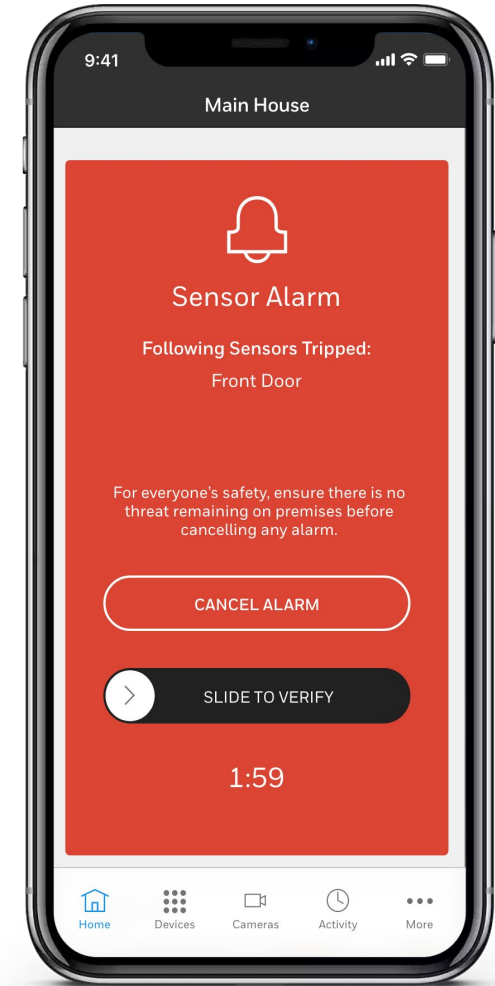 9:41
Main House
Sensor Alarm
Following Sensors Tripped:
Front Door
For everyone's safety, ensure there is no
threat remaining on premises before
cancelling any alarm.
CANCEL ALARM
SLIDE TO VERIFY
1:59
Home Devices Cameras Activity More